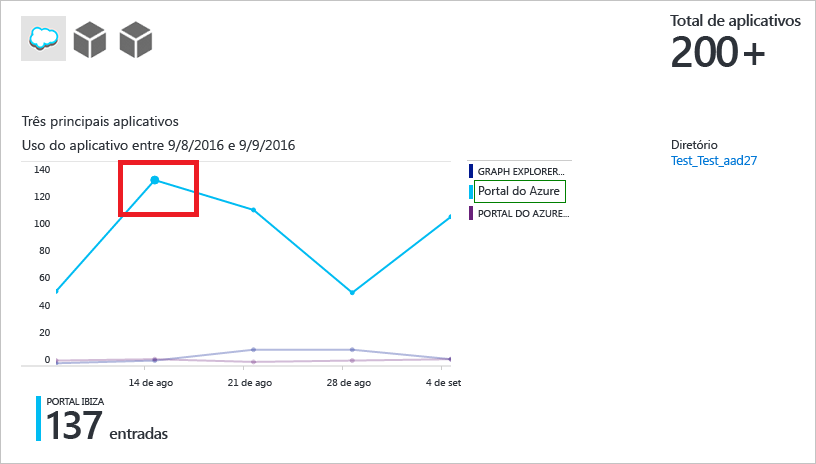 Total de aplicativos
200+
Três principais aplicativos
Uso do aplicativo entre 9/8/2016 e 9/9/2016
Diretório
Test_Test_aad27
140
120
100
80
60
40
20
0
GRAPH EXPLORER...
Portal do Azure
PORTAL DO AZURE...
14 de ago
21 de ago
28 de ago
4 de set
PORTAL IBIZA
137 entradas